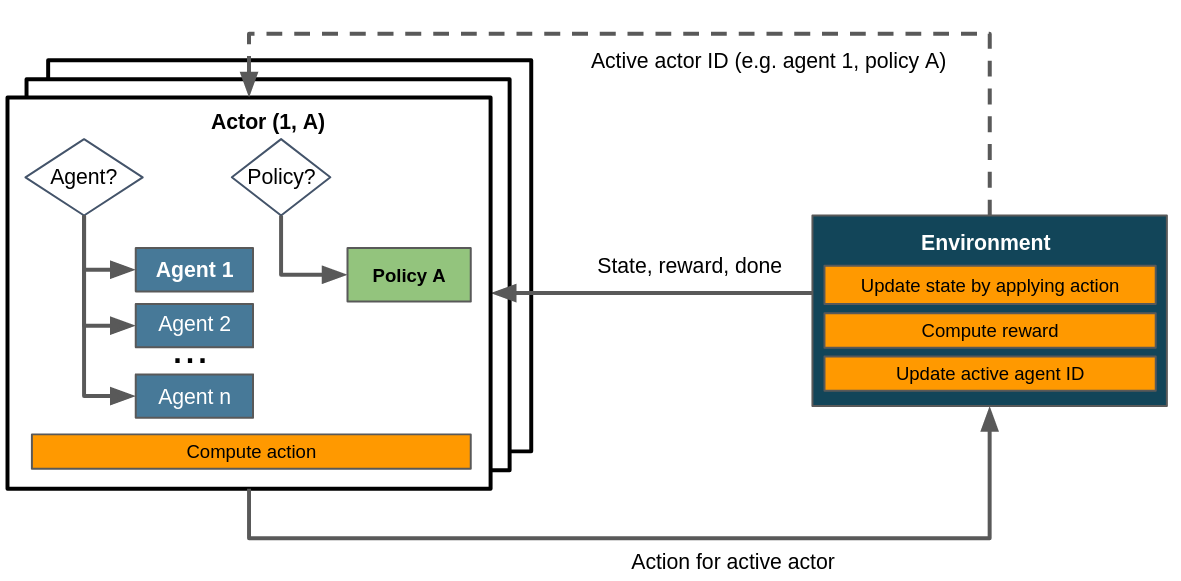 Active actor ID (e.g. agent 1, policy A)
Actor (1, A)
Agent?
Policy?
Agent 1
Policy A
Agent 2
...
Agent n
Compute action
State, reward, done
Environment
Update state by applying action
Compute reward
Update active agent ID
Action for active actor